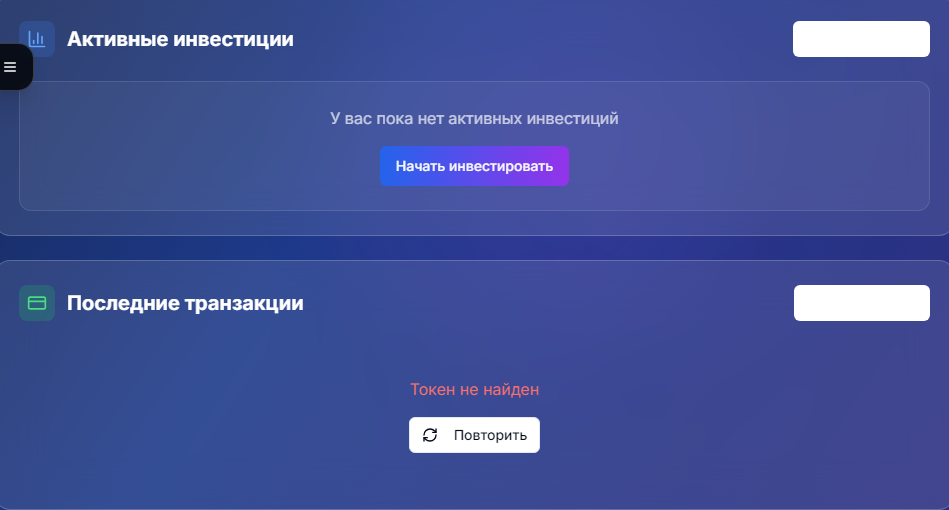 Активные инвестиции
У вас пока нет активных инвестиций
Начать инвестировать
Последние транзакции
Токен не найден
Повторить